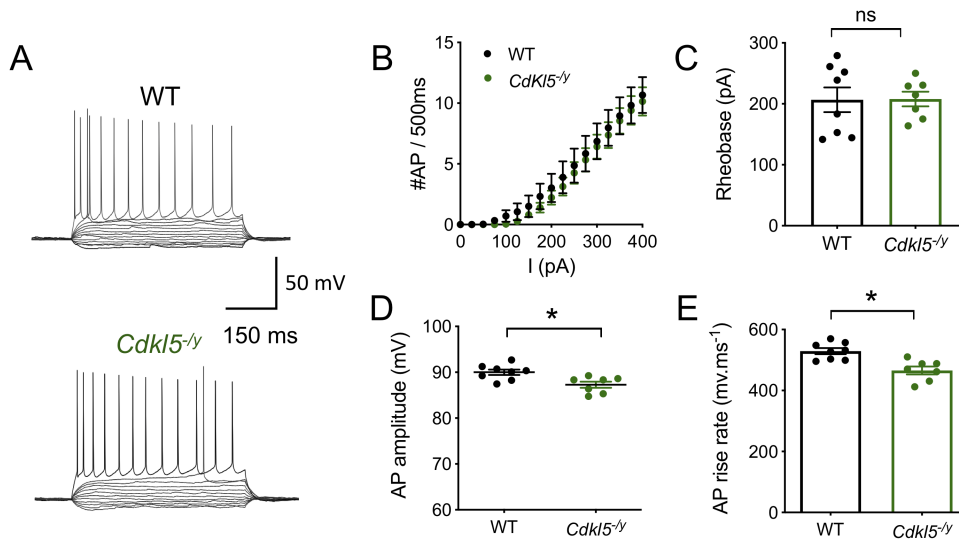 A
WT
50 mV
150 ms
Cdkl5-/y
B
#AP / 500ms
15
10
5
0
WT
CdKl5-/y
0 100 200 300 400
I (pA)
C
ns
Rheobase (pA)
300
200
100
0
WT Cdkl5-/y
D
*
AP amplitude (mV)
100
90
80
70
60
WT Cdkl5-/y
E
*
AP rise rate (mv.ms-1)
600
400
200
0
WT Cdkl5-/y